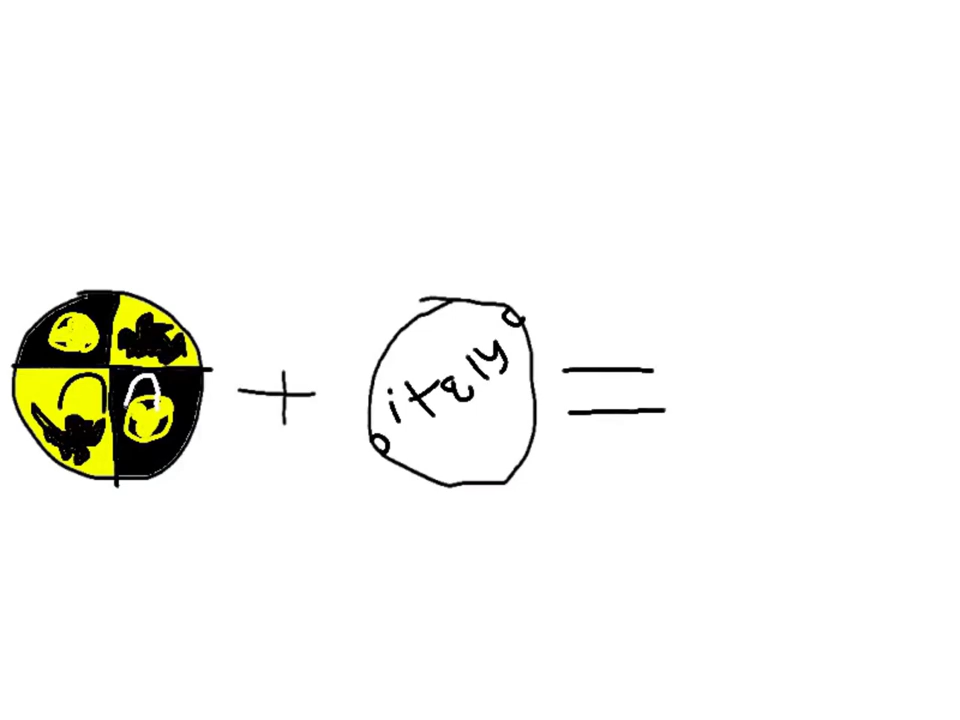 + itely =